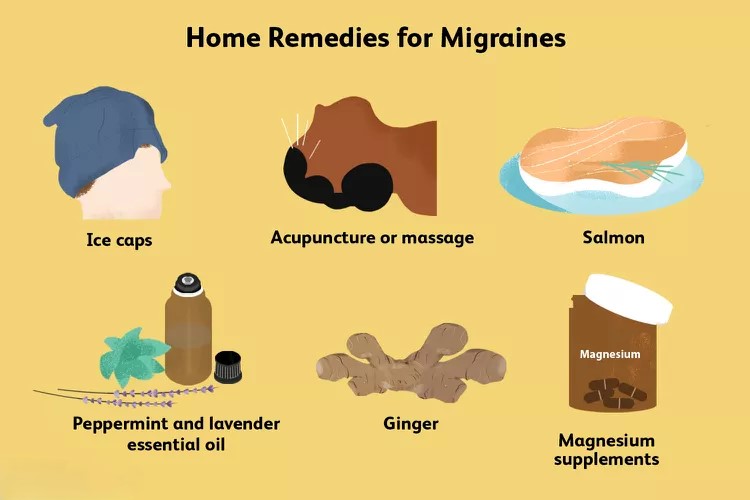 Home Remedies for Migraines
Ice caps
Acupuncture or massage
Salmon
Magnesium
Peppermint and lavender
essential oil
Ginger
Magnesium
supplements